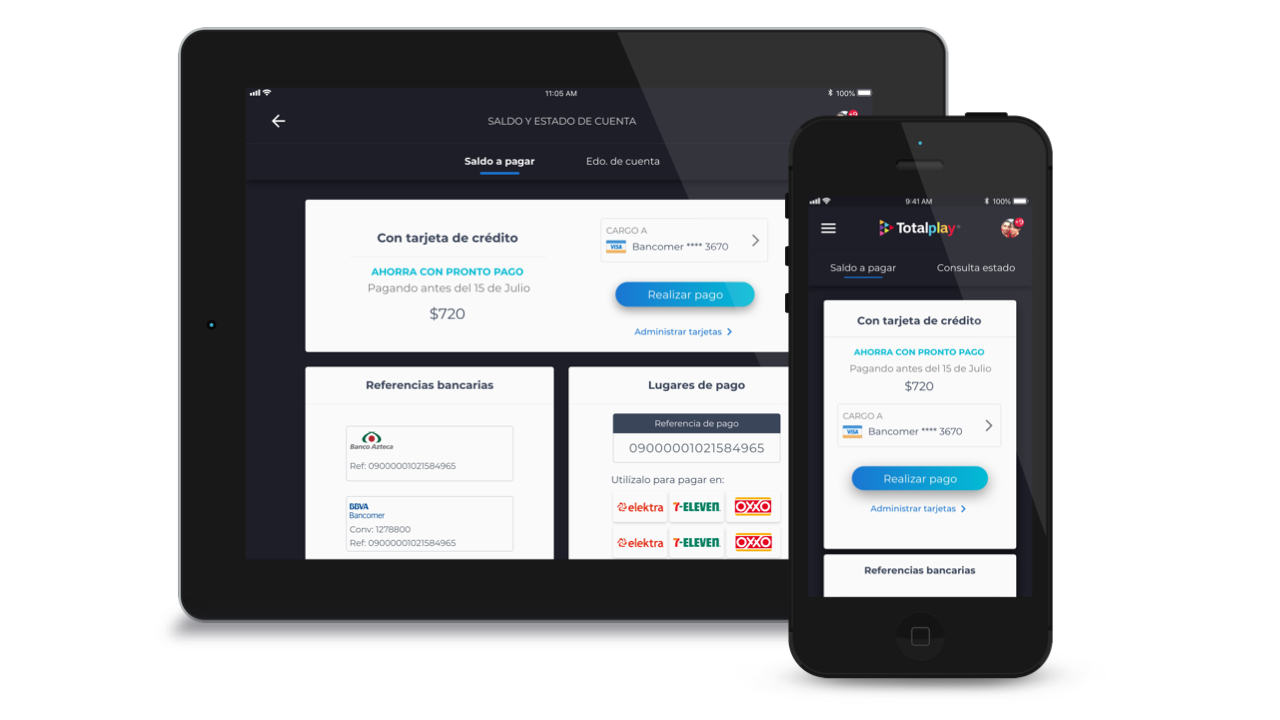 11:05 AM
100%
SALDO Y ESTADO DE CUENTA
+9
Saldo a pagar
Edo. de cuenta
Con tarjeta de crédito
AHORRA CON PRONTO PAGO
Pagando antes del 15 de Julio
$720
CARGO A
VISA
Bancomer **** 3670
Realizar pago
Administrar tarjetas
Referencias bancarias
Banco Azteca
Ref: 09000001021584965
BBVA
Bancomer
Conv: 1278800
Ref: 09000001021584965
Lugares de pago
Referencia de pago
09000001021584965
Utilízalo para pagar en:
elektra 7-ELEVEN OXXO
elektra 7-ELEVEN OXXO
9:41 AM
100%
Totalplay
+9
Saldo a pagar
Consulta estado
Con tarjeta de crédito
AHORRA CON PRONTO PAGO
Pagando antes del 15 de Julio
$720
CARGO A
VISA
Bancomer **** 3670
Realizar pago
Administrar tarjetas
Referencias bancarias